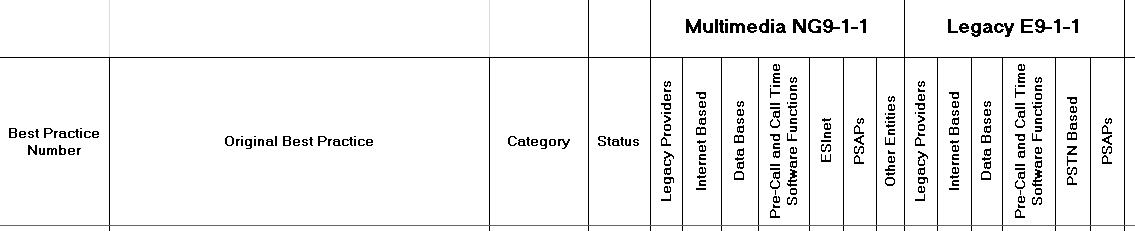 Multimedia NG9-1-1
Legacy E9-1-1
Best Practice
Number
Original Best Practice
Category
Status
Legacy Providers
Internet Based
Data Bases
Pre-Call and Call Time
Software Functions
ESInet
PSAPs
Other Entities
Legacy Providers
Internet Based
Data Bases
Pre-Call and Call Time
Software Functions
PSTN Based
PSAPs